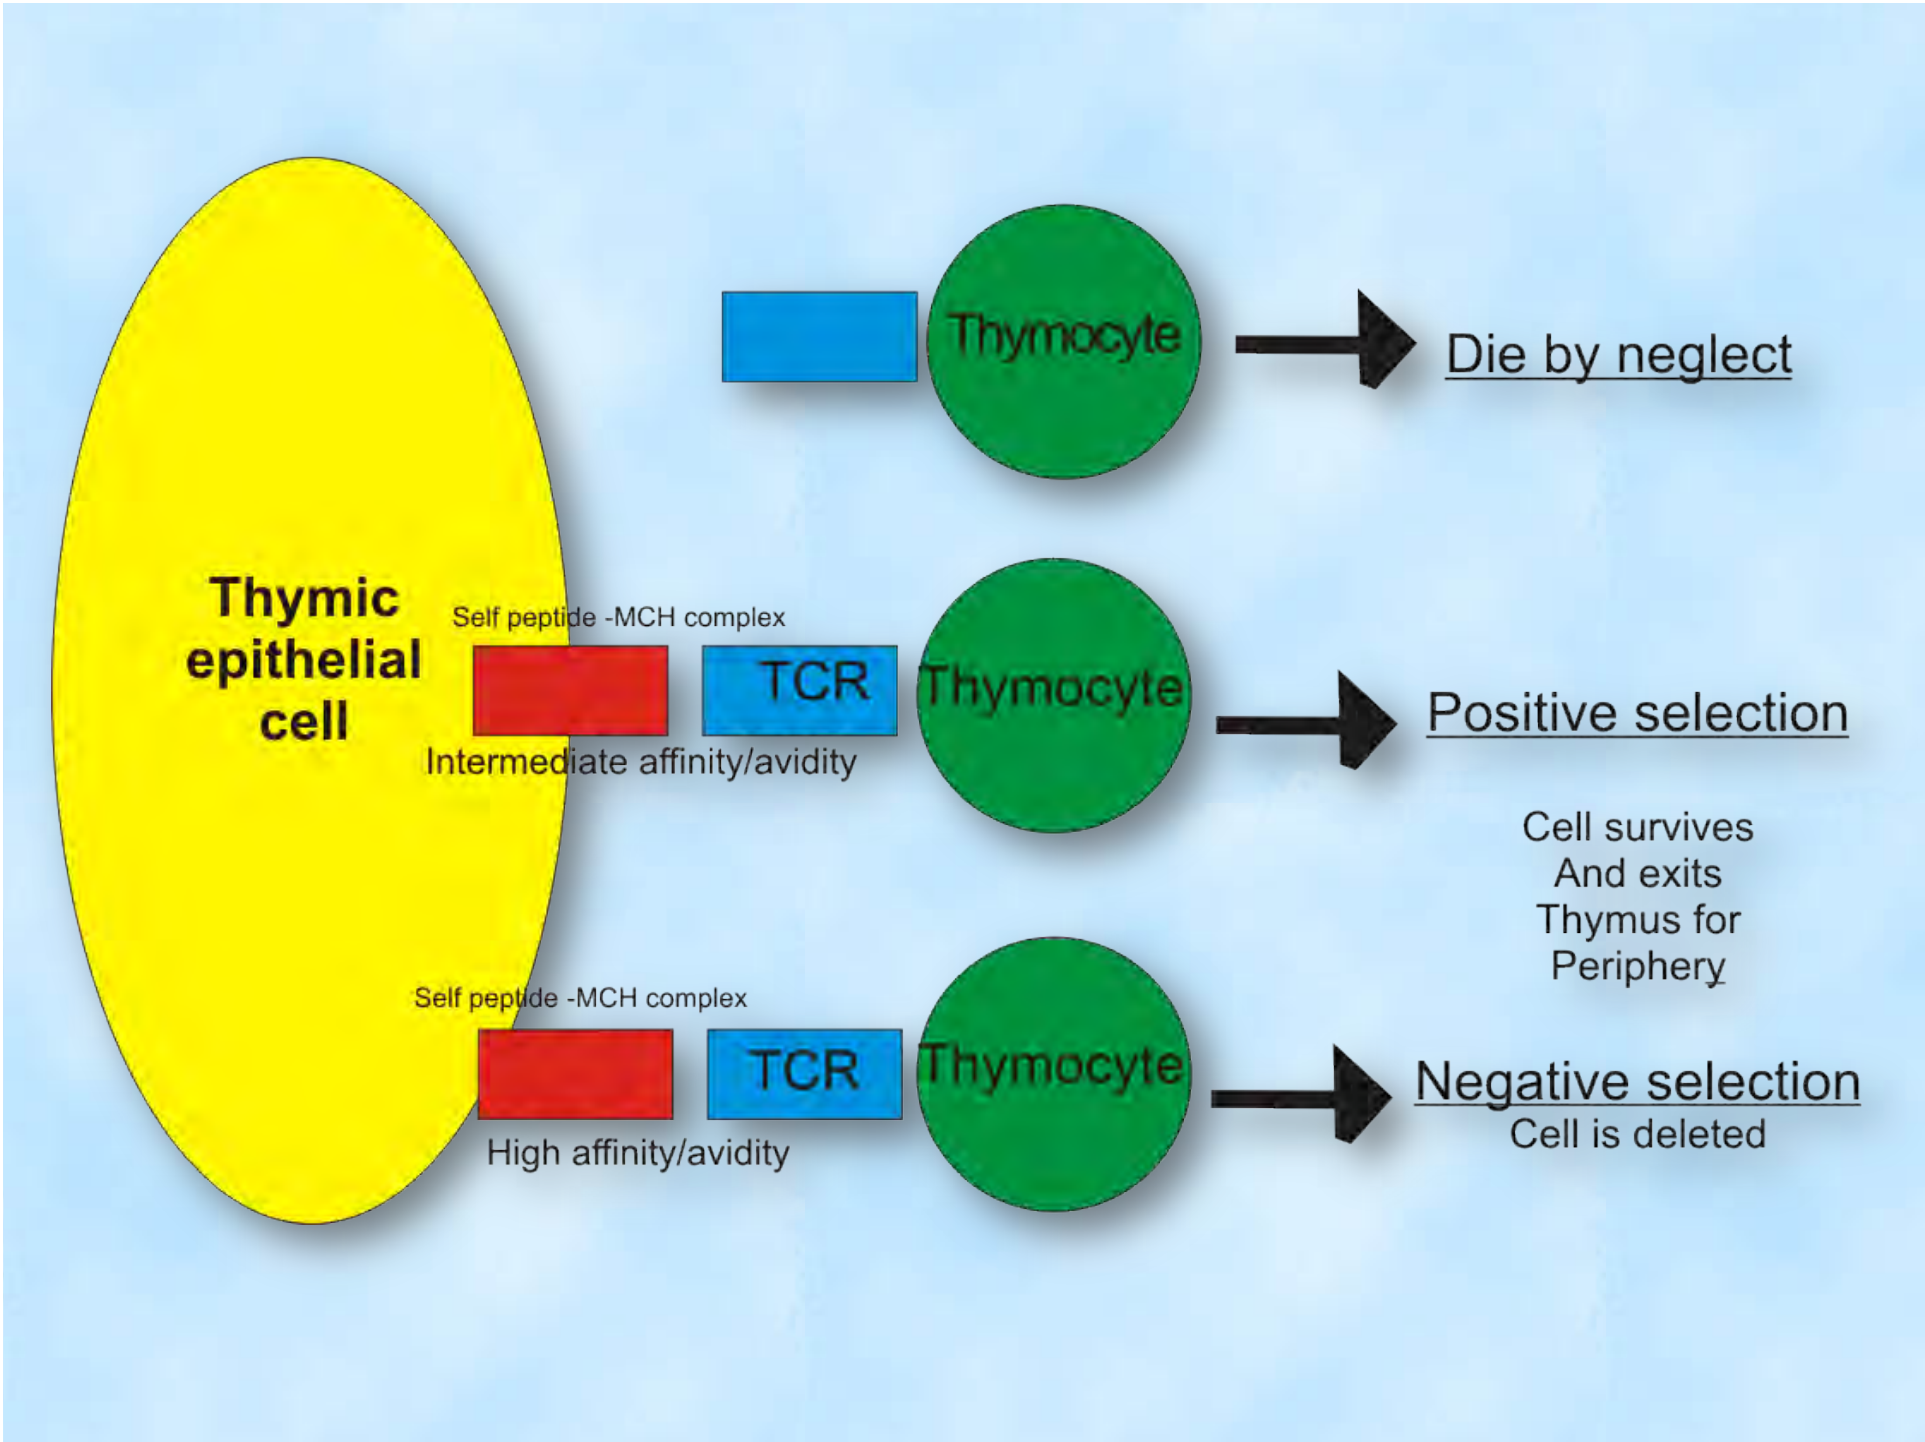 Thymocyte
Die by neglect
Thymic
epithelial
cell
Self peptide -MCH complex
TCR
Thymocyte
Intermediate affinity/avidity
Positive selection
Cell survives
And exits
Thymus for
Periphery
Self peptide -MCH complex
TCR
Thymocyte
High affinity/avidity
Negative selection
Cell is deleted